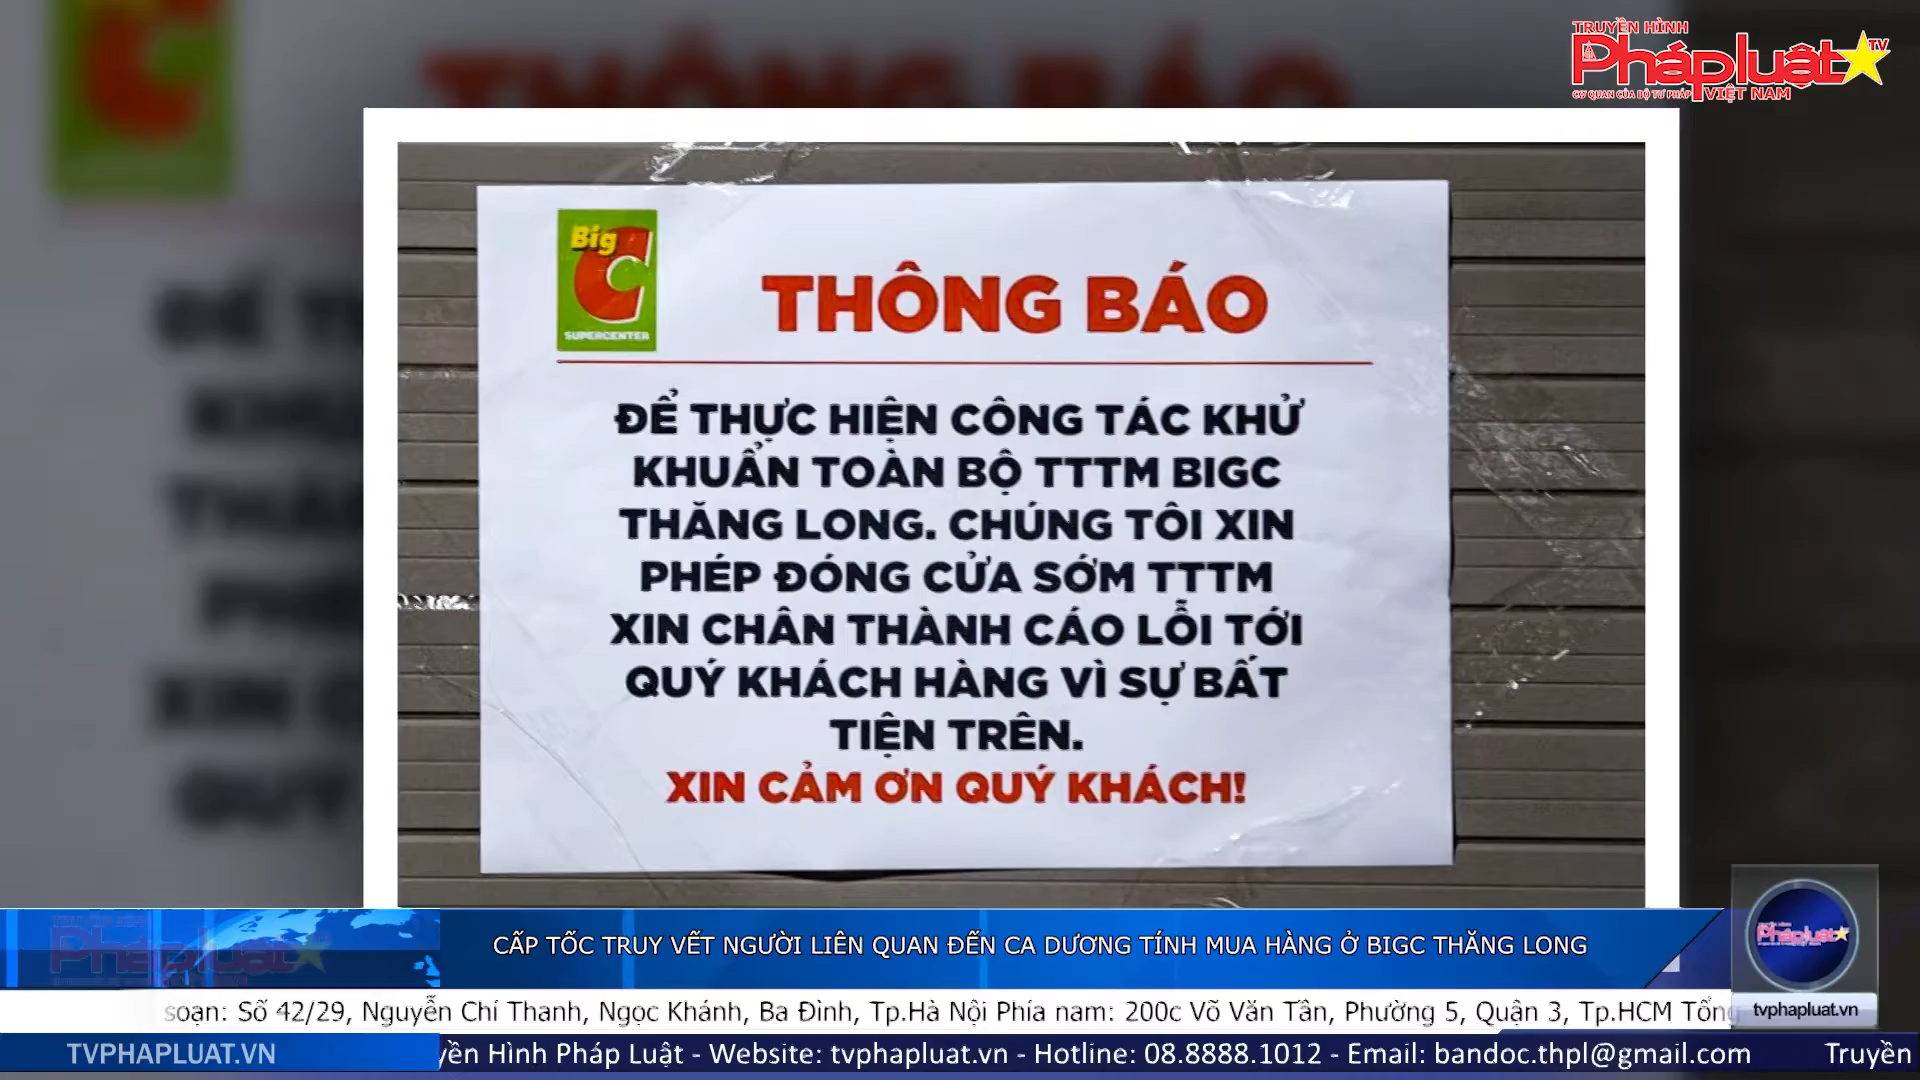 TRUYỀN HÌNH
Phápluật TV
CƠ QUAN CỦA BỘ TƯ PHÁP VIỆT NAM
Big C
SUPERCENTER
THÔNG BÁO
ĐỂ THỰC HIỆN CÔNG TÁC KHỬ
KHUẨN TOÀN BỘ TTTM BIGC
THĂNG LONG. CHÚNG TÔI XIN
PHÉP ĐÓNG CỬA SỚM TTTM
XIN CHÂN THÀNH CÁO LỖI TỚI
QUÝ KHÁCH HÀNG VÌ SỰ BẤT
TIỆN TRÊN.
XIN CẢM ƠN QUÝ KHÁCH!
CẤP TỐC TRUY VẾT NGƯỜI LIÊN QUAN ĐẾN CA DƯƠNG TÍNH MUA HÀNG Ở BIGC THĂNG LONG
soạn: Số 42/29, Nguyễn Chí Thanh, Ngọc Khánh, Ba Đình, Tp.Hà Nội Phía nam: 200c Võ Văn Tần, Phường 5, Quận 3, Tp.HCM Tổng
tvphapluat.vn
TVPHAPLUAT.VN
yền Hình Pháp Luật - Website: tvphapluat.vn - Hotline: 08.8888.1012 - Email: bandoc.thpl@gmail.com Truyền